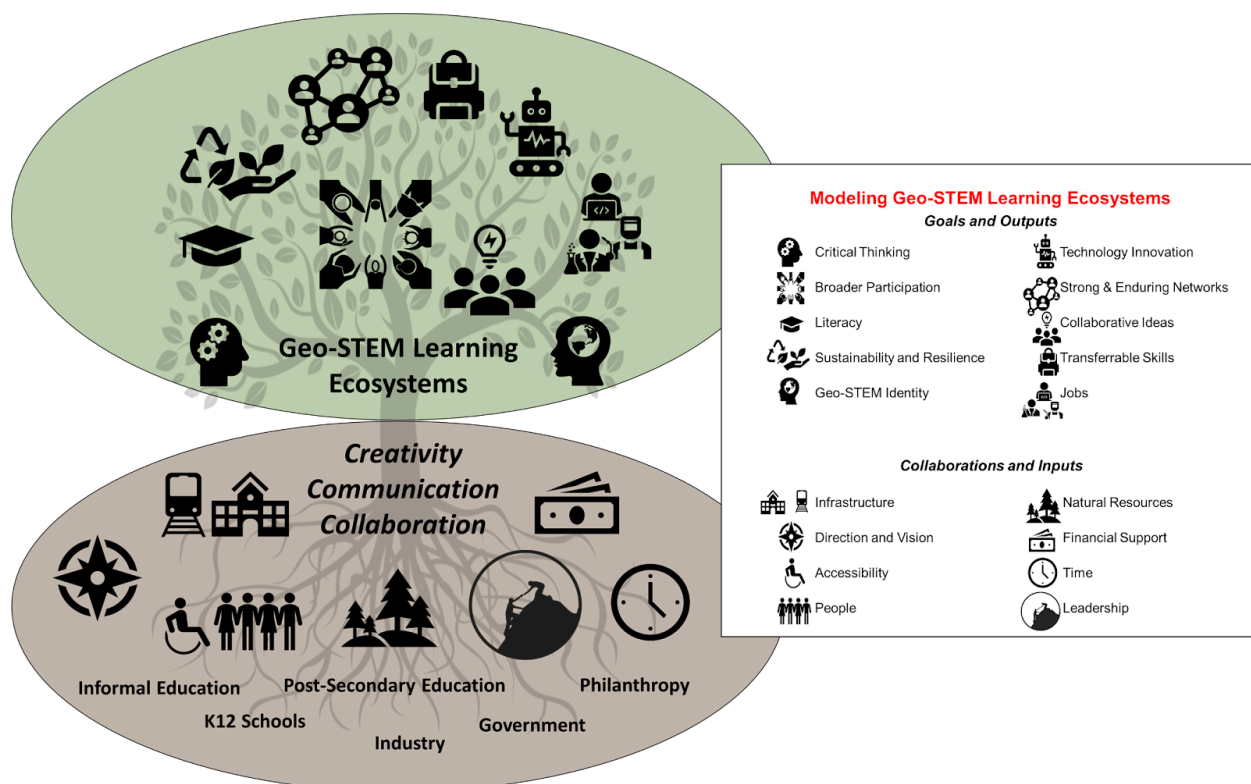 Geo-STEM Learning
Ecosystems
Creativity
Communication
Collaboration
Informal Education
Post-Secondary Education
Philanthropy
K12 Schools
Government
Industry
Modeling Geo-STEM Learning Ecosystems
Goals and Outputs
Critical Thinking
Technology Innovation
Broader Participation
Strong & Enduring Networks
Literacy
Collaborative Ideas
Sustainability and Resilience
Transferrable Skills
Geo-STEM Identity
Jobs
Collaborations and Inputs
Infrastructure
Natural Resources
Direction and Vision
Financial Support
Accessibility
Time
People
Leadership